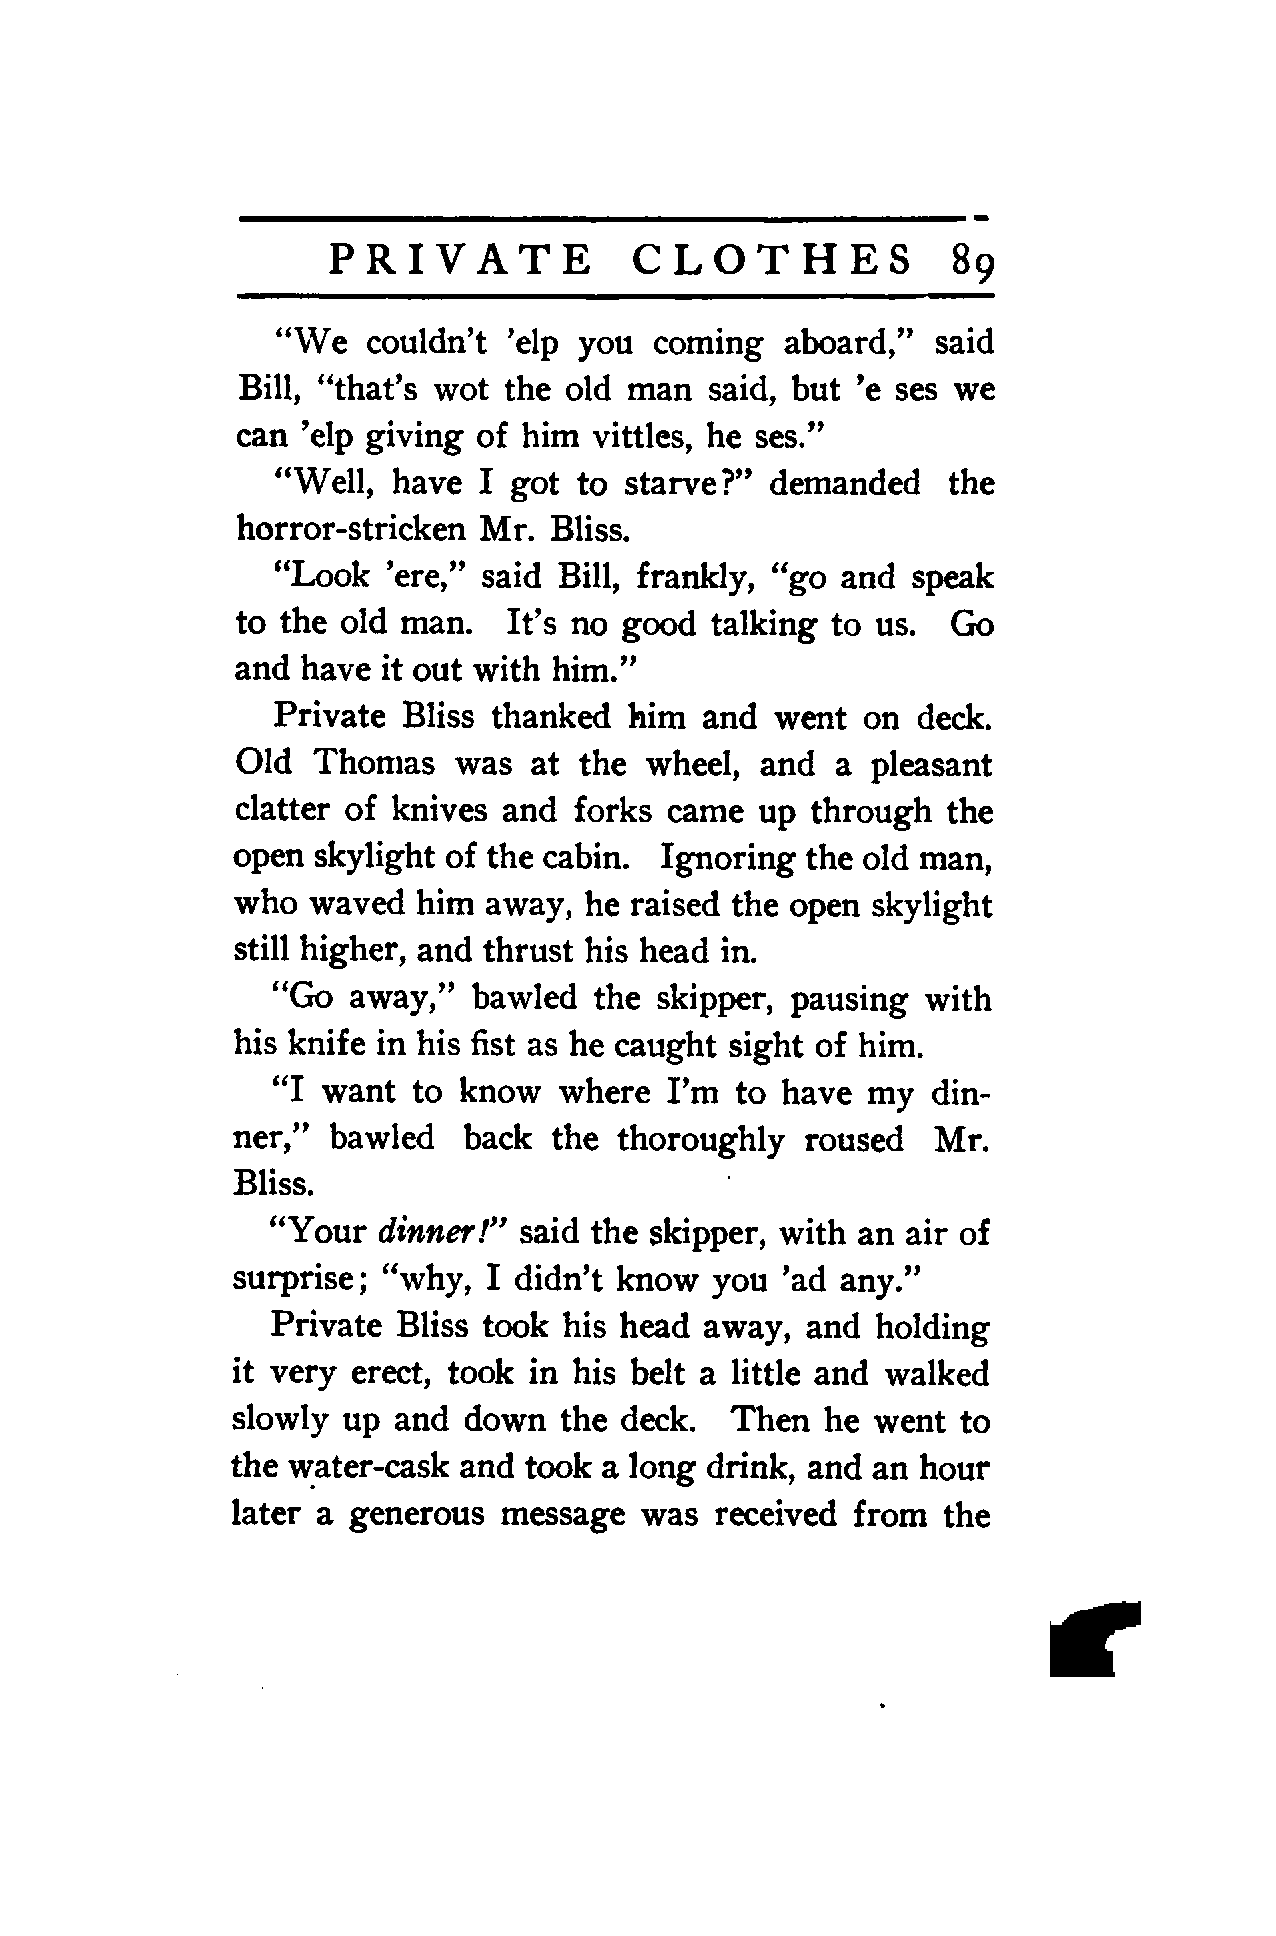 PRIVATE CLOTHES 89
“We couldn’t ’elp you coming aboard,” said
Bill, “that’s wot the old man said, but ’e ses we
can ’elp giving of him vittles, he ses.”
“Well, have I got to starve?” demanded the
horror-stricken Mr. Bliss.
“Look ’ere,” said Bill, frankly, “go and speak
to the old man. It’s no good talking to us. Go
and have it out with him.”
Private Bliss thanked him and went on deck.
Old Thomas was at the wheel, and a pleasant
clatter of knives and forks came up through the
open skylight of the cabin. Ignoring the old man,
who waved him away, he raised the open skylight
still higher, and thrust his head in.
“Go away,” bawled the skipper, pausing with
his knife in his fist as he caught sight of him.
“I want to know where I’m to have my din-
ner,” bawled back the thoroughly roused Mr.
Bliss.
“Your dinner!” said the skipper, with an air of
surprise; “why, I didn’t know you ’ad any.”
Private Bliss took his head away, and holding
it very erect, took in his belt a little and walked
slowly up and down the deck. Then he went to
the water-cask and took a long drink, and an hour
later a generous message was received from the